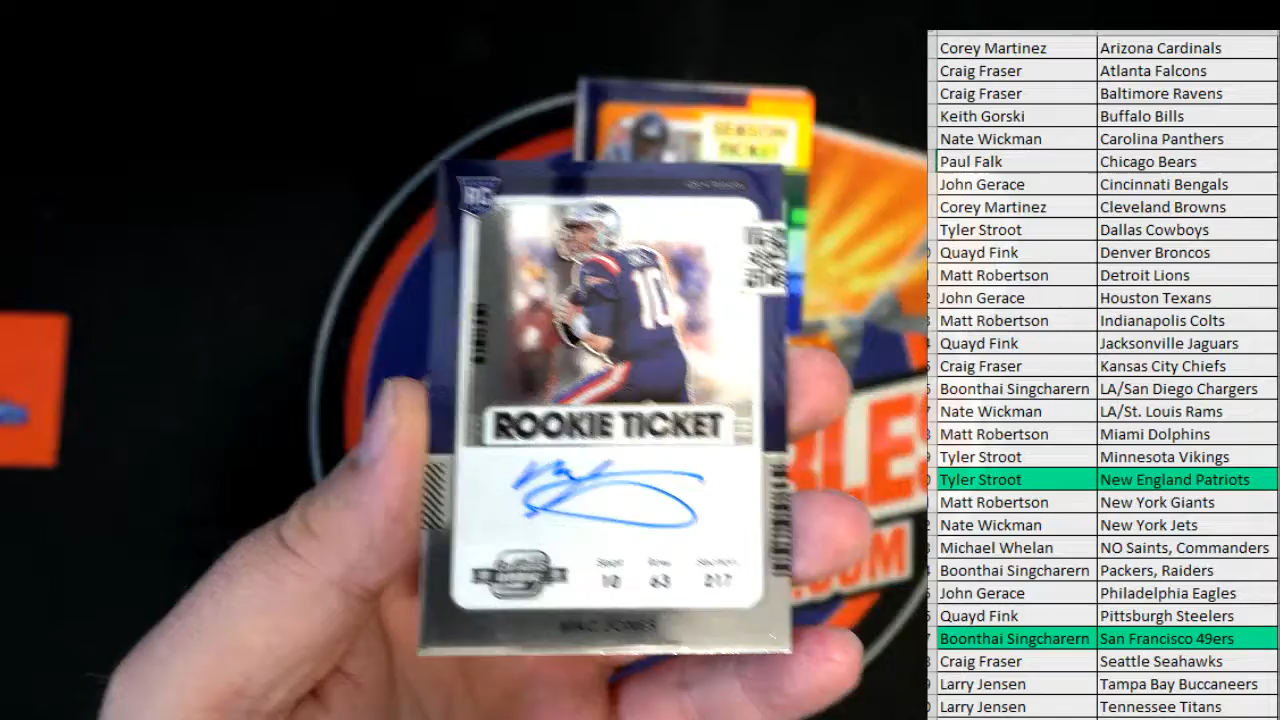 SEASON
TICKET
RC
10
ROOKIE TICKET
10 63 217
MAC JONES
BLES
.COM
Corey Martinez Arizona Cardinals
Craig Fraser Atlanta Falcons
Craig Fraser Baltimore Ravens
Keith Gorski Buffalo Bills
Nate Wickman Carolina Panthers
Paul Falk Chicago Bears
John Gerace Cincinnati Bengals
Corey Martinez Cleveland Browns
Tyler Stroot Dallas Cowboys
Quayd Fink Denver Broncos
Matt Robertson Detroit Lions
John Gerace Houston Texans
Matt Robertson Indianapolis Colts
Quayd Fink Jacksonville Jaguars
Craig Fraser Kansas City Chiefs
Boonthai Singcharern LA/San Diego Chargers
Nate Wickman LA/St. Louis Rams
Matt Robertson Miami Dolphins
Tyler Stroot Minnesota Vikings
Tyler Stroot New England Patriots
Matt Robertson New York Giants
Nate Wickman New York Jets
Michael Whelan NO Saints, Commanders
Boonthai Singcharern Packers, Raiders
John Gerace Philadelphia Eagles
Quayd Fink Pittsburgh Steelers
Boonthai Singcharern San Francisco 49ers
Craig Fraser Seattle Seahawks
Larry Jensen Tampa Bay Buccaneers
Larry Jensen Tennessee Titans